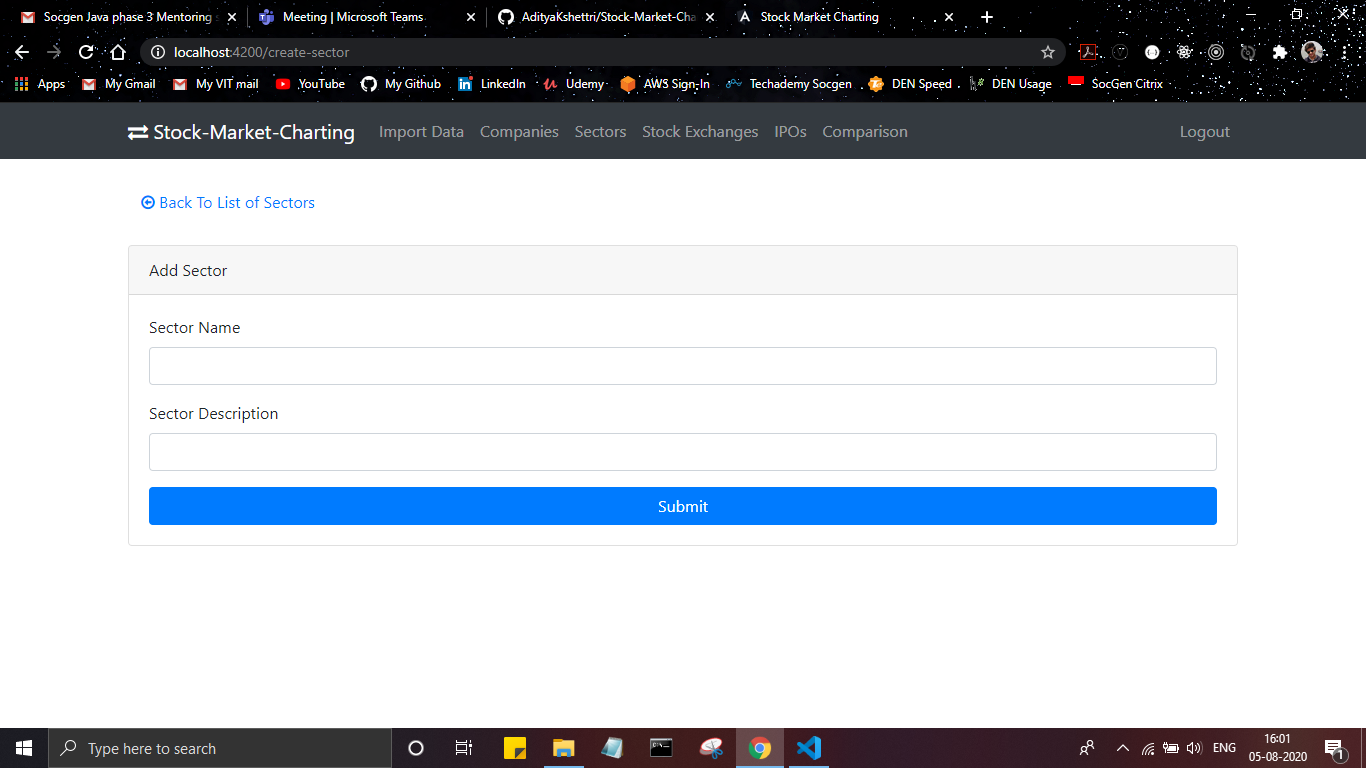 Socgen Java phase 3 Mentoring
Meeting | Microsoft Teams
AdityaKshettri/Stock-Market-Cha
Stock Market Charting
localhost:4200/create-sector
Apps
My Gmail
My VIT mail
YouTube
My Github
LinkedIn
Udemy
AWS Sign-In
Techademy Socgen
DEN Speed
DEN Usage
SocGen Citrix
Stock-Market-Charting
Import Data
Companies
Sectors
Stock Exchanges
IPOs
Comparison
Logout
Back To List of Sectors
Add Sector
Sector Name
Sector Description
Submit
Type here to search
ENG
16:01
05-08-2020
1